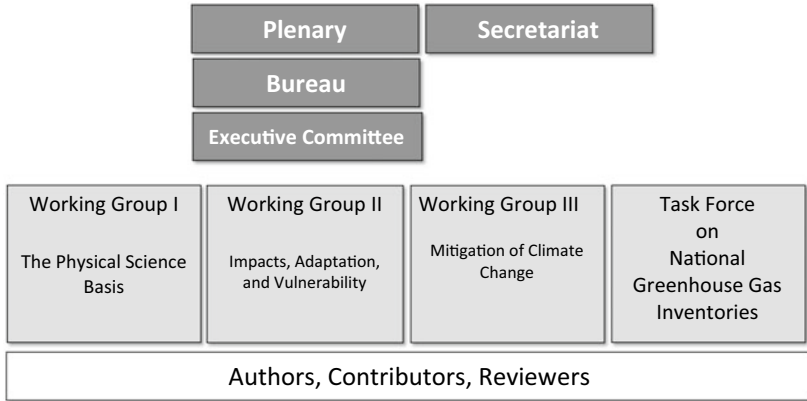 Plenary
Secretariat
Bureau
Executive Committee
Working Group I
The Physical Science
Basis
Working Group II
Impacts, Adaptation,
and Vulnerability
Working Group III
Mitigation of Climate
Change
Task Force
on
National
Greenhouse Gas
Inventories
Authors, Contributors, Reviewers